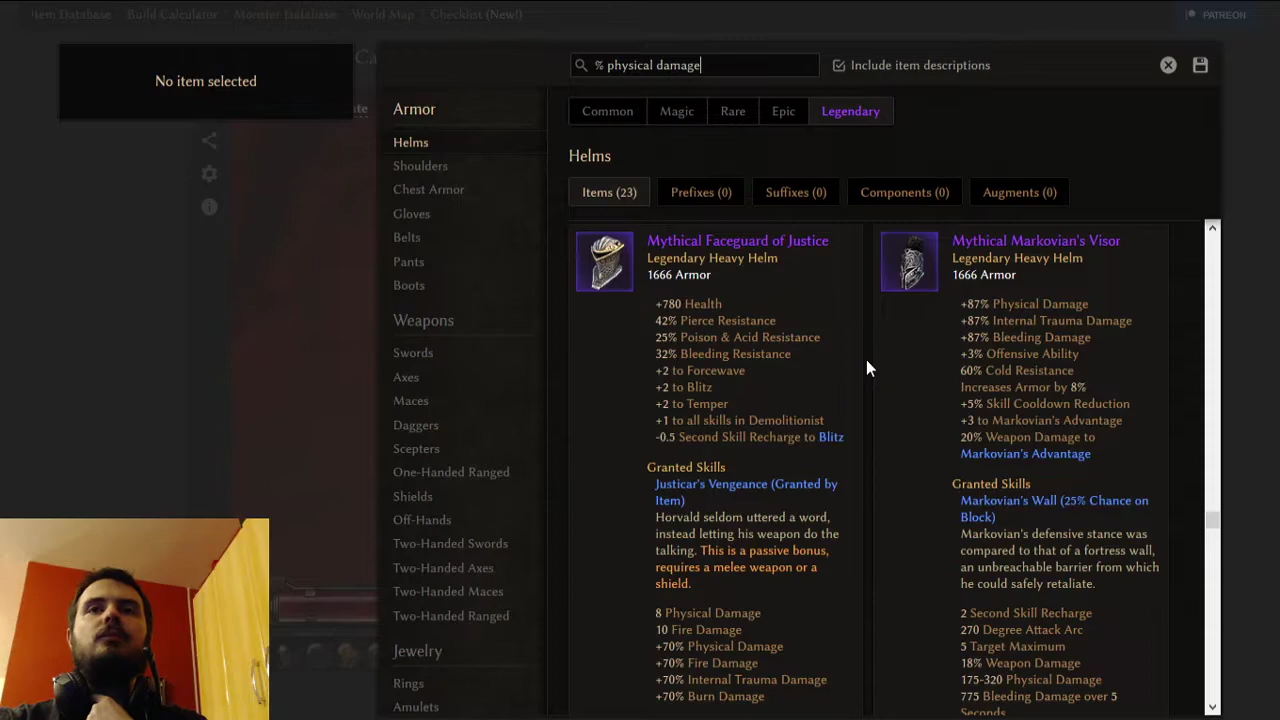 Item Database Build Calculator Monster Database World Map Checklist (New!) PATREON
No item selected
% physical damage
Include item descriptions
Armor
Helms
Shoulders
Chest Armor
Gloves
Belts
Pants
Boots
Weapons
Swords
Axes
Maces
Daggers
Scepters
One-Handed Ranged
Shields
Off-Hands
Two-Handed Swords
Two-Handed Axes
Two-Handed Maces
Two-Handed Ranged
Jewelry
Rings
Amulets
Common Magic Rare Epic Legendary
Helms
Items (23) Prefixes (0) Suffixes (0) Components (0) Augments (0)
Mythical Faceguard of Justice
Legendary Heavy Helm
1666 Armor
+780 Health
42% Pierce Resistance
25% Poison & Acid Resistance
32% Bleeding Resistance
+2 to Forcewave
+2 to Blitz
+2 to Temper
+1 to all skills in Demolitionist
-0.5 Second Skill Recharge to Blitz
Granted Skills
Justicar's Vengeance (Granted by
Item)
Horvald seldom uttered a word,
instead letting his weapon do the
talking. This is a passive bonus,
requires a melee weapon or a
shield.
8 Physical Damage
10 Fire Damage
+70% Physical Damage
+70% Fire Damage
+70% Internal Trauma Damage
+70% Burn Damage
Mythical Markovian's Visor
Legendary Heavy Helm
1666 Armor
+87% Physical Damage
+87% Internal Trauma Damage
+87% Bleeding Damage
+3% Offensive Ability
60% Cold Resistance
Increases Armor by 8%
+5% Skill Cooldown Reduction
+3 to Markovian's Advantage
20% Weapon Damage to
Markovian's Advantage
Granted Skills
Markovian's Wall (25% Chance on
Block)
Markovian's defensive stance was
compared to that of a fortress wall,
an unbreachable barrier from which
he could safely retaliate.
2 Second Skill Recharge
270 Degree Attack Arc
5 Target Maximum
18% Weapon Damage
175-320 Physical Damage
775 Bleeding Damage over 5
Seconds